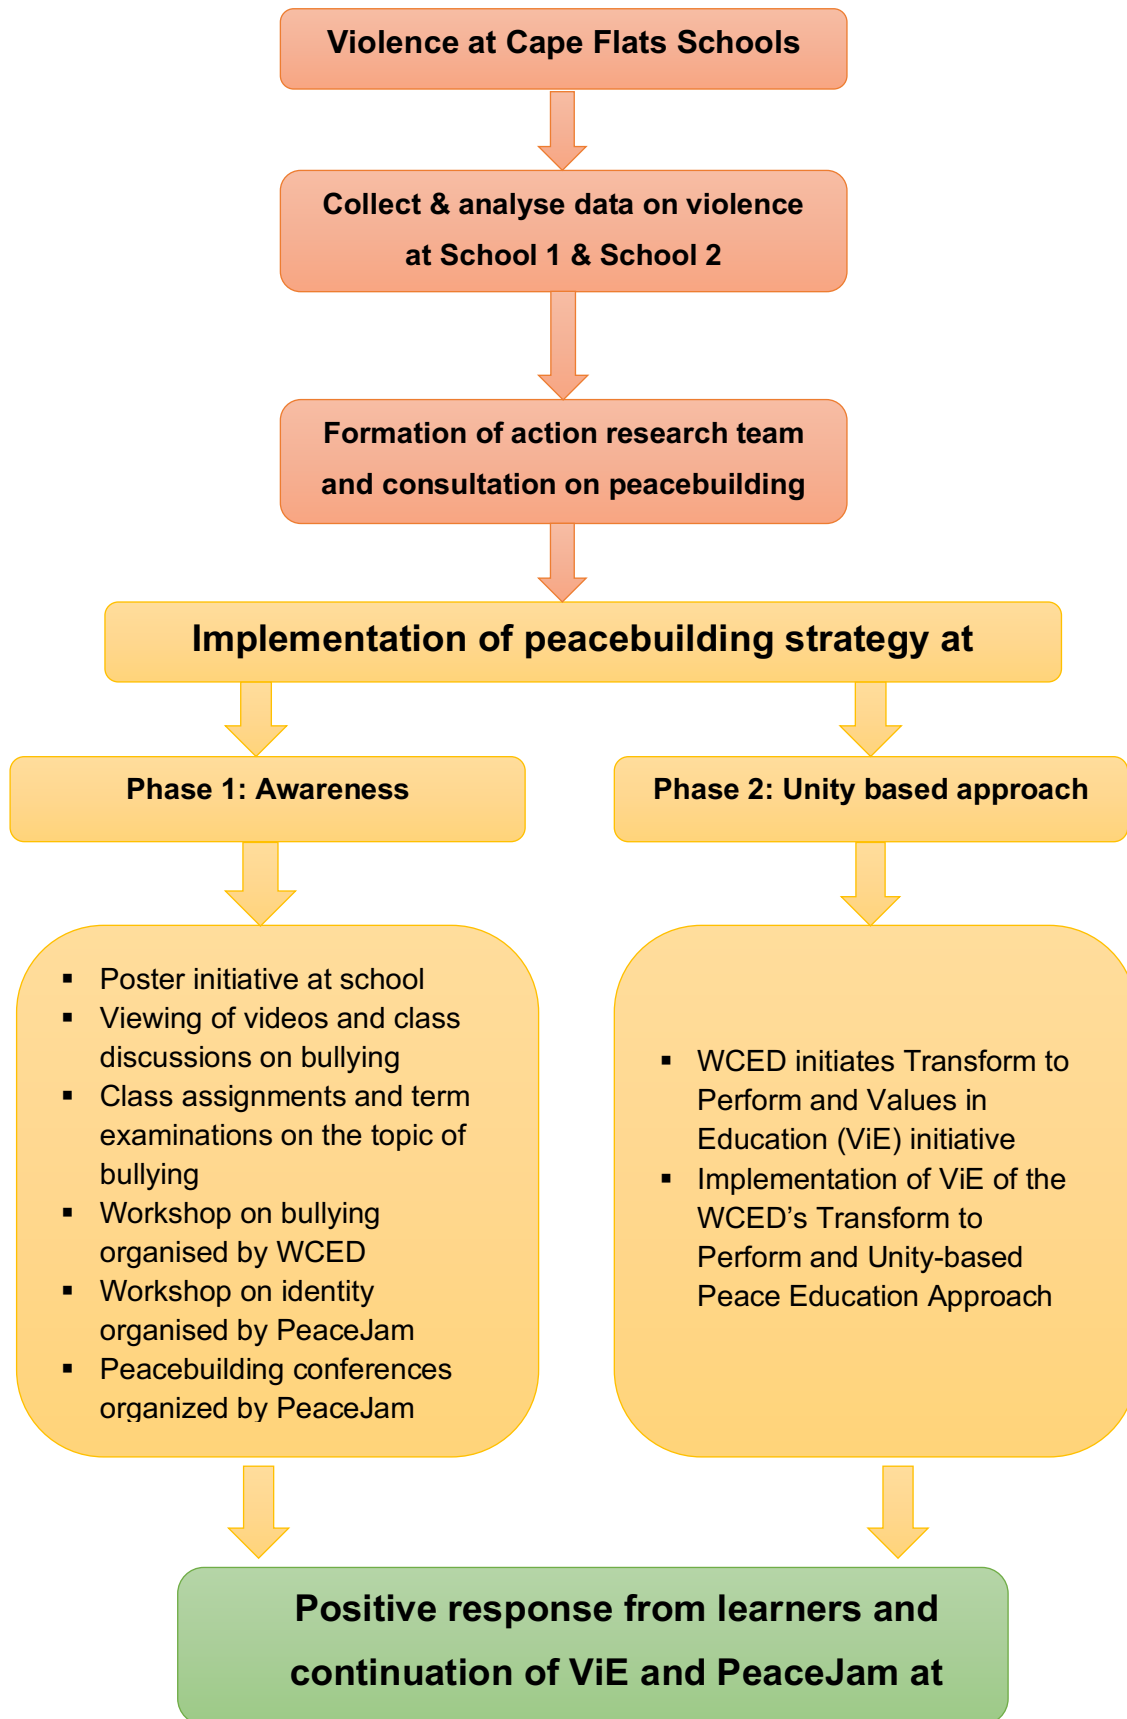 Violence at Cape Flats Schools
Collect & analyse data on violence
at School 1 & School 2
Formation of action research team
and consultation on peacebuilding
Implementation of peacebuilding strategy at
Phase 1: Awareness
Phase 2: Unity based approach
▪ Poster initiative at school
▪ Viewing of videos and class
discussions on bullying
▪ Class assignments and term
examinations on the topic of
bullying
▪ Workshop on bullying
organised by WCED
▪ Workshop on identity
organised by PeaceJam
▪ Peacebuilding conferences
organized by PeaceJam
▪ WCED initiates Transform to
Perform and Values in
Education (ViE) initiative
▪ Implementation of ViE of the
WCED’s Transform to
Perform and Unity-based
Peace Education Approach
Positive response from learners and
continuation of ViE and PeaceJam at